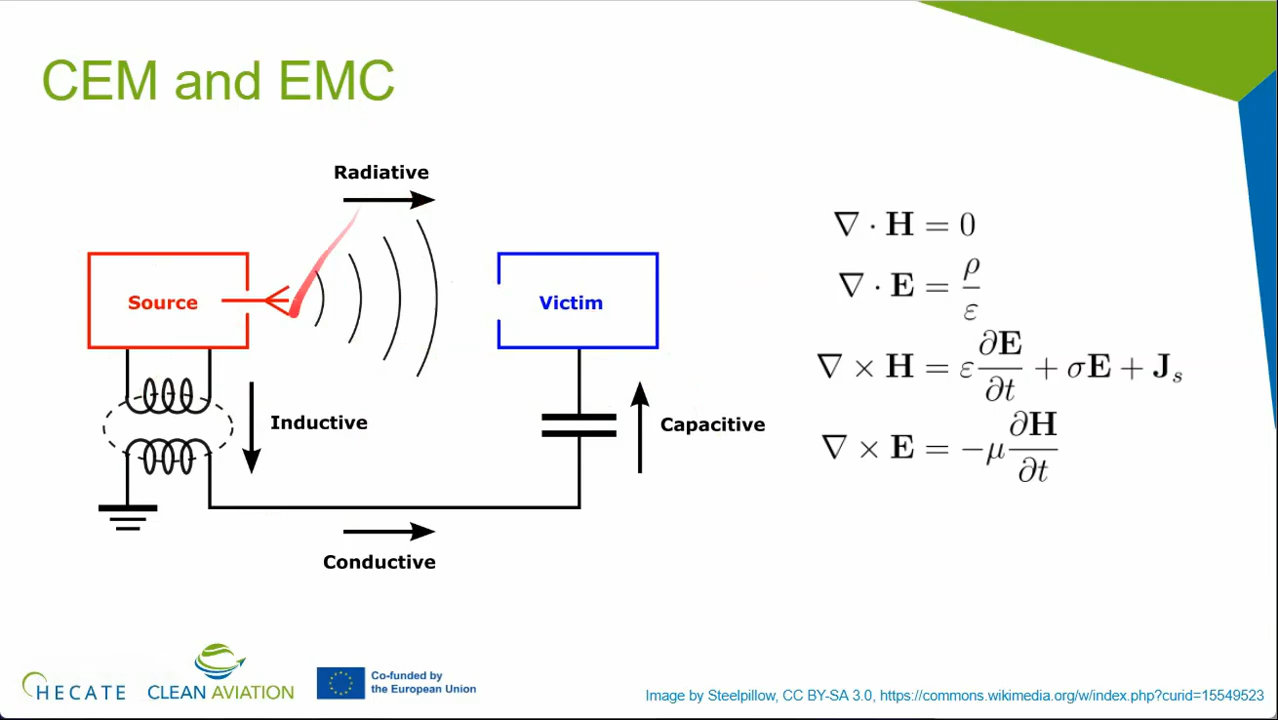 CEM and EMC
Radiative
Source
Victim
Inductive
Capacitive
Conductive
∇ · H = 0
∇ · E = ρ/ε
∇ × H = ε ∂E/∂t + σE + J_s
∇ × E = −μ ∂H/∂t
HECATE
CLEAN AVIATION
Co-funded by
the European Union
Image by Steelpillow, CC BY-SA 3.0, https://commons.wikimedia.org/w/index.php?curid=15549523